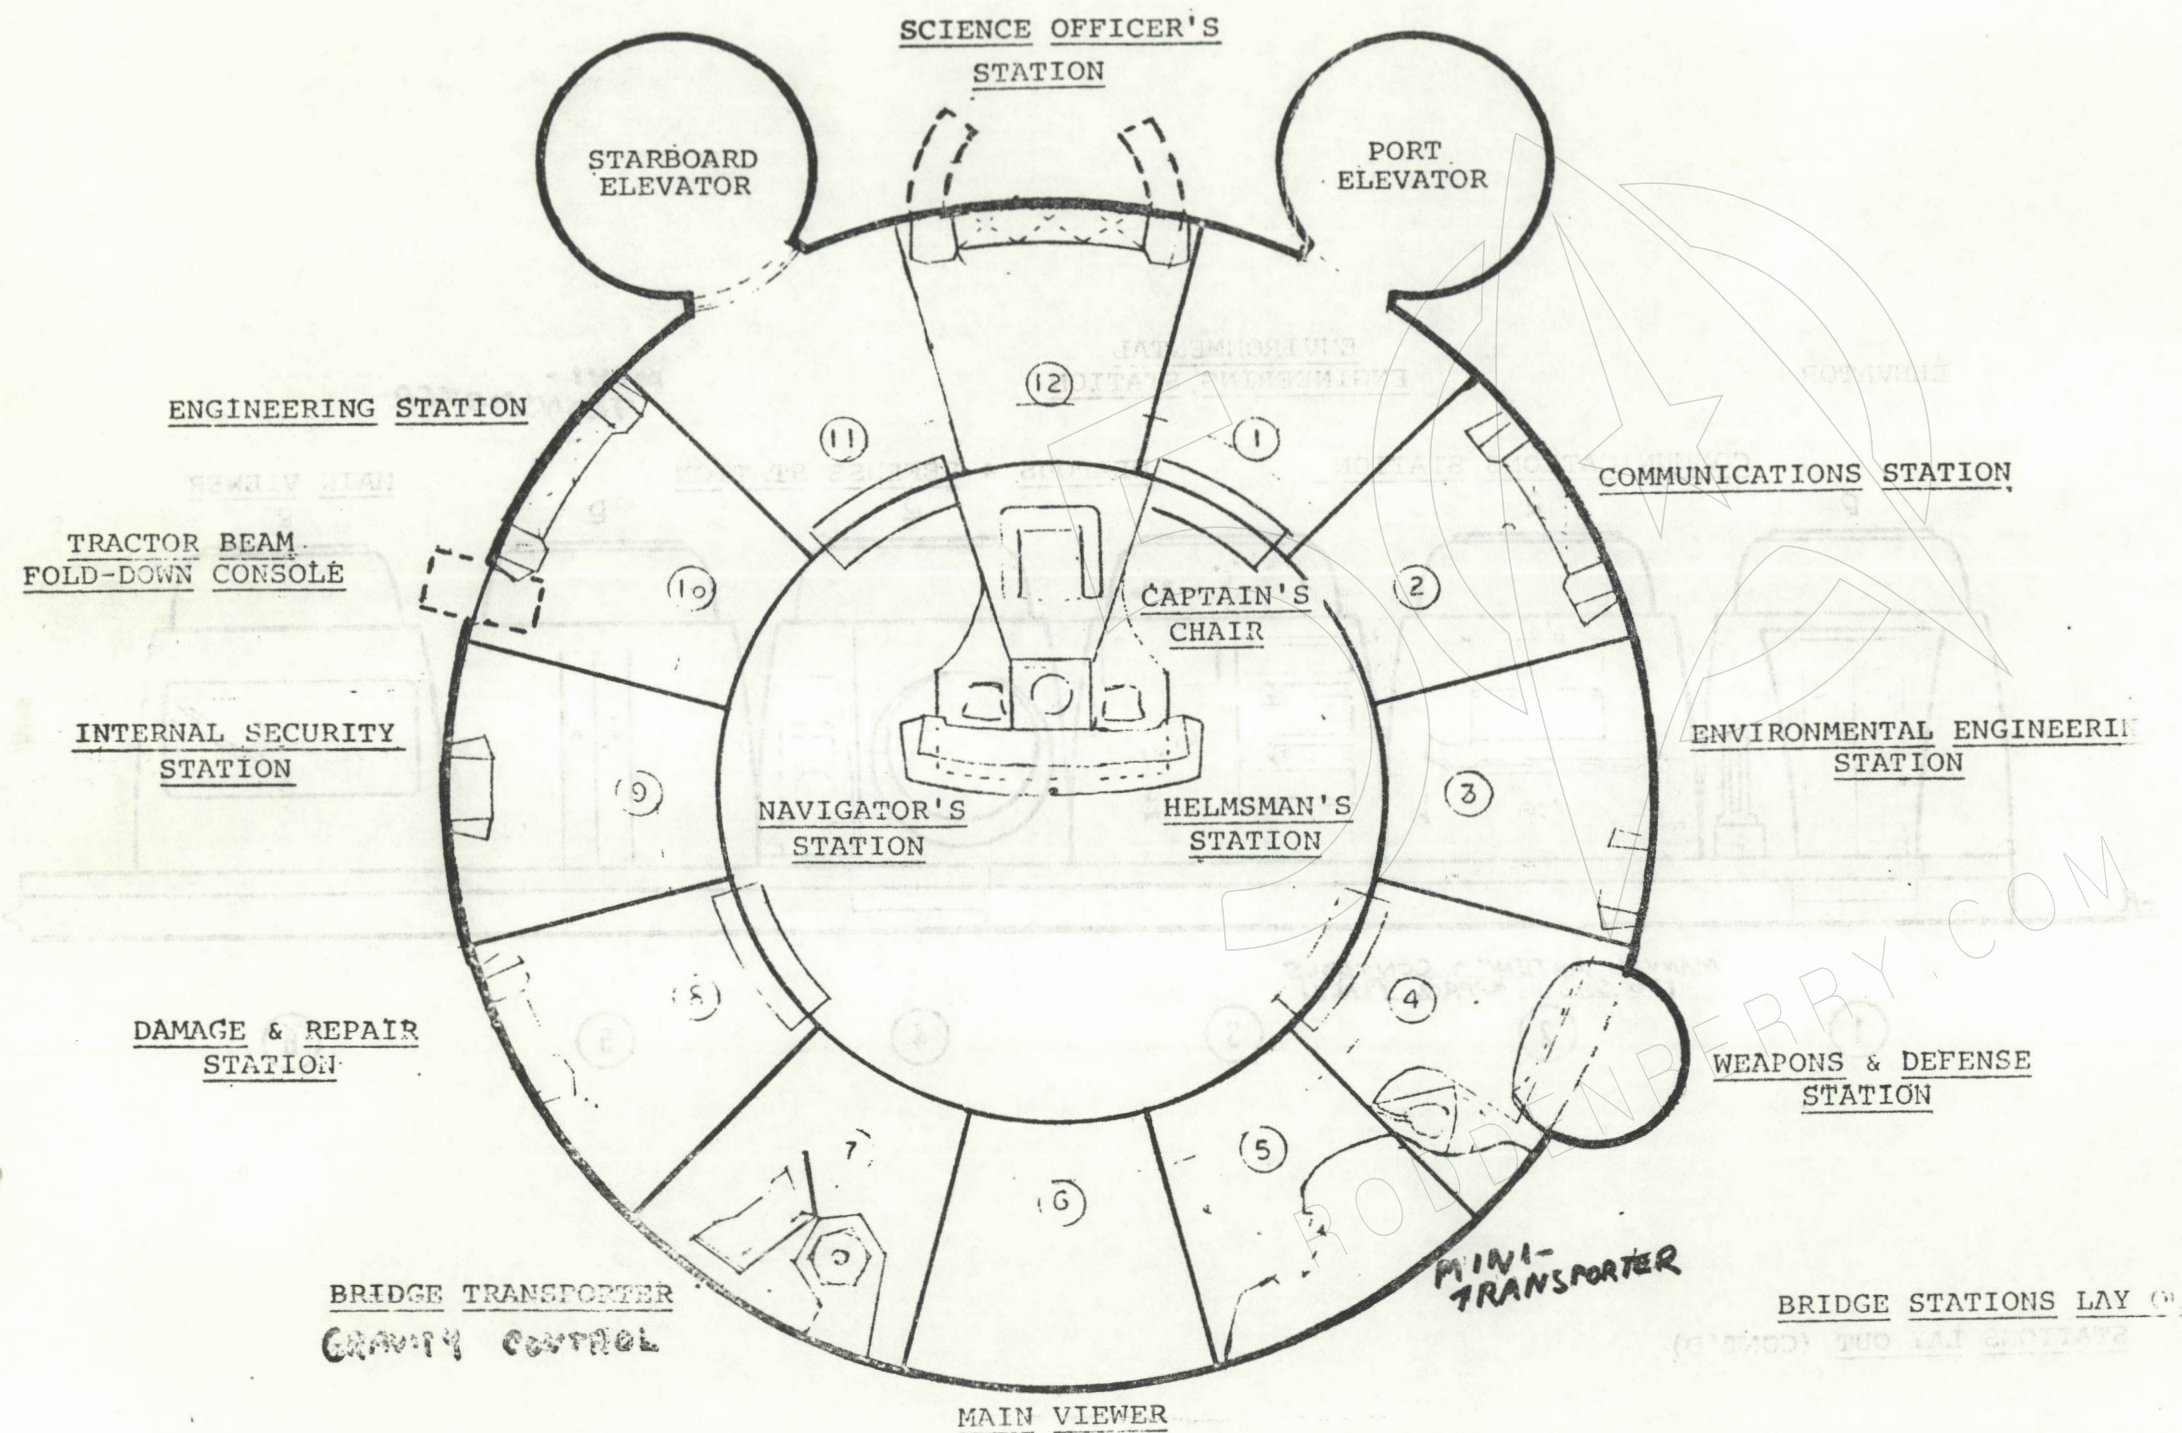 SCIENCE OFFICER'S
STATION
STARBOARD
ELEVATOR
PORT
ELEVATOR
12
11
1
ENGINEERING STATION
COMMUNICATIONS STATION
TRACTOR BEAM
FOLD-DOWN CONSOLE
10
2
CAPTAIN'S
CHAIR
INTERNAL SECURITY
STATION
ENVIRONMENTAL ENGINEERIN
STATION
9
3
NAVIGATOR'S
STATION
HELMSMAN'S
STATION
8
4
DAMAGE & REPAIR
STATION
WEAPONS & DEFENSE
STATION
7
5
6
MINI-
TRANSPORTER
BRIDGE TRANSPORTER
GRAVITY CONTROL
BRIDGE STATIONS LAY OU
MAIN VIEWER
RODDENBERRY.COM